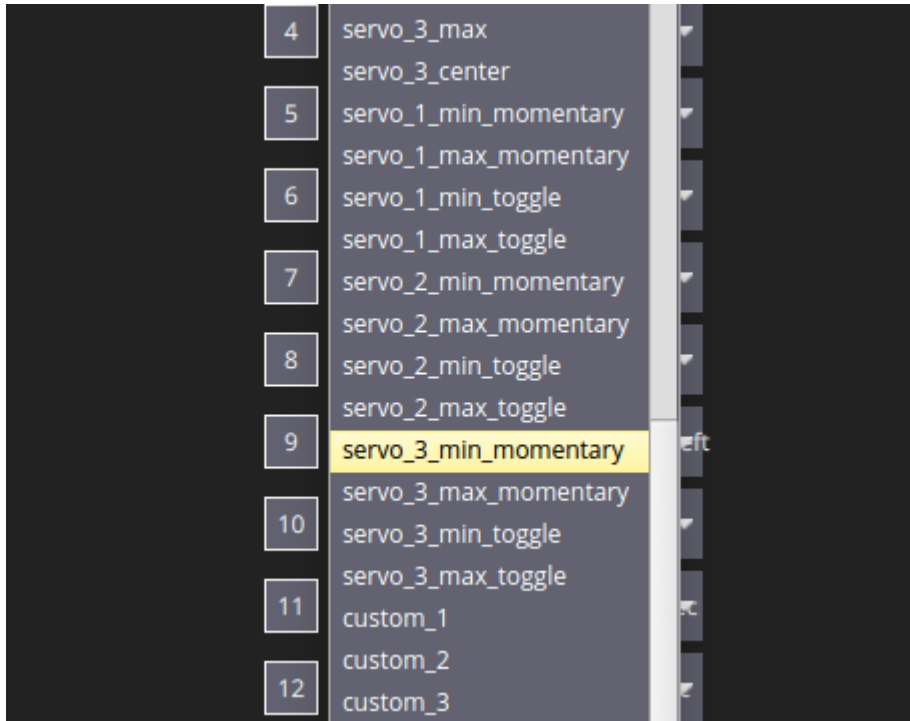 4
servo_3_max
servo_3_center
5
servo_1_min_momentary
servo_1_max_momentary
6
servo_1_min_toggle
servo_1_max_toggle
7
servo_2_min_momentary
servo_2_max_momentary
8
servo_2_min_toggle
servo_2_max_toggle
9
servo_3_min_momentary
eft
servo_3_max_momentary
10
servo_3_min_toggle
servo_3_max_toggle
11
custom_1
custom_2
12
custom_3